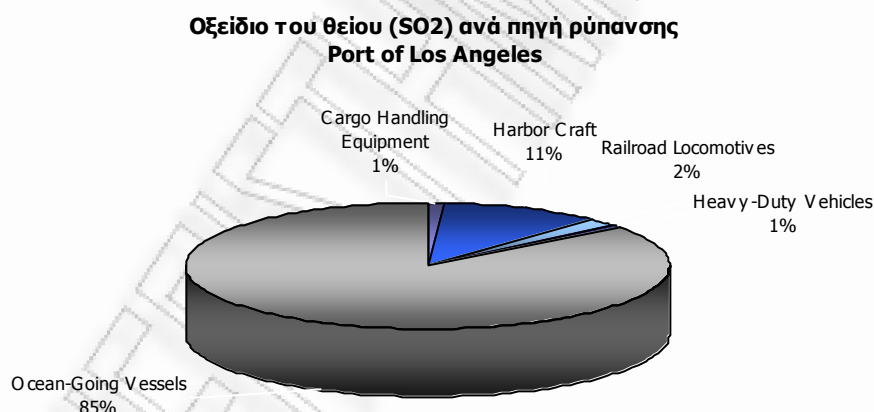 Οξείδιο του θείου (SO2) ανά πηγή ρύπανσης
Port of Los Angeles
Cargo Handling
Equipment
1%
Harbor Craft
11%
Railroad Locomotives
2%
Heavy-Duty Vehicles
1%
Ocean-Going Vessels
85%